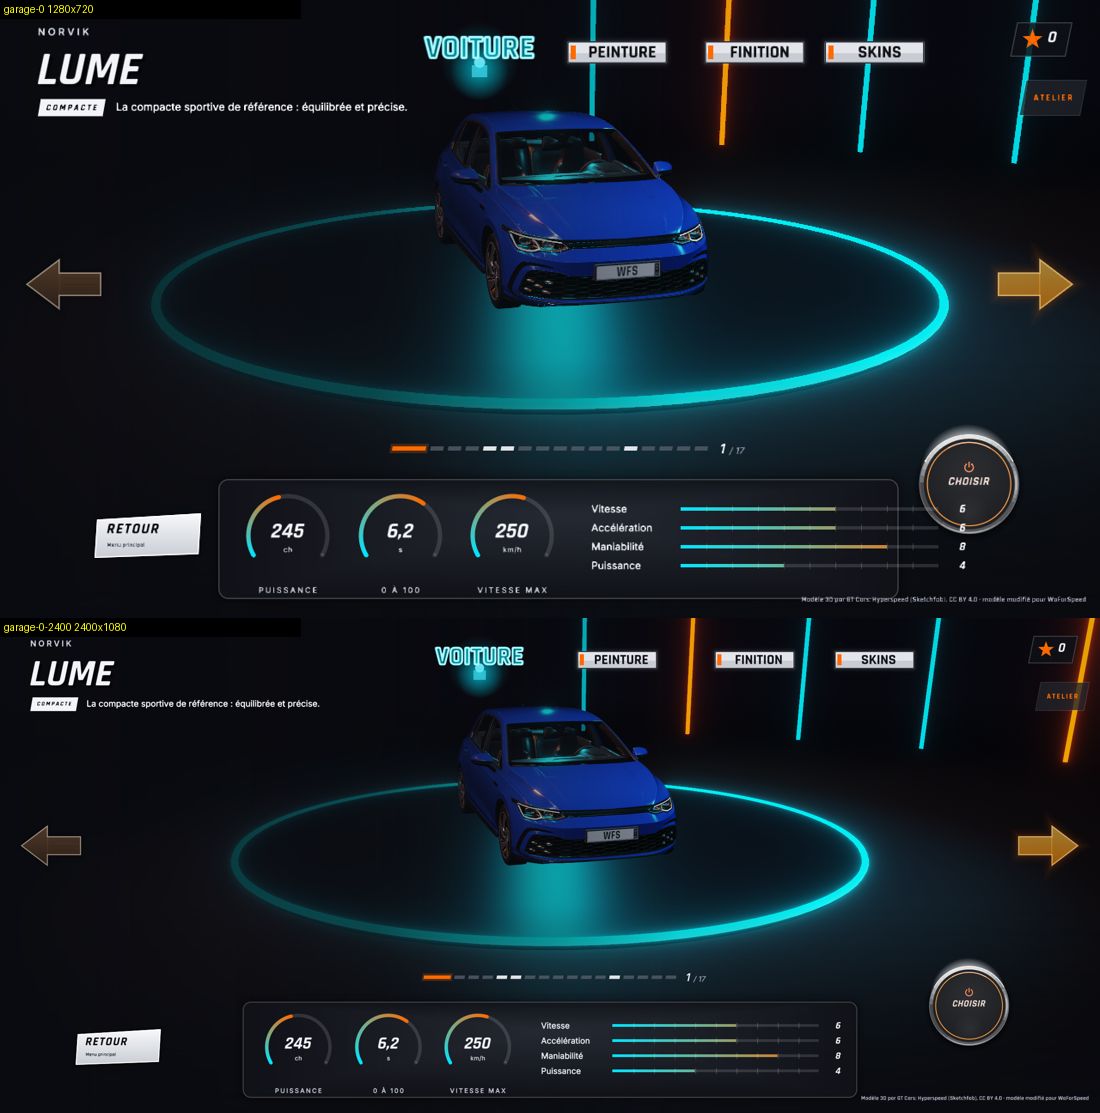 garage-0 1280x720
NORVIK
LUME
COMPACTE La compacte sportive de référence : équilibrée et précise.
VOITURE PEINTURE FINITION SKINS
0
ATELIER
WFS
1 / 17
CHOISIR
RETOUR
Menu principal
245 ch
PUISSANCE
6,2 s
0 À 100
250 km/h
VITESSE MAX
Vitesse 6
Accélération 6
Maniabilité 8
Puissance 4
Modèle 3D par GT Cars: Hyperspeed (Sketchfab), CC BY 4.0 - modèle modifié pour WoForSpeed
garage-0-2400 2400x1080
NORVIK
LUME
COMPACTE La compacte sportive de référence : équilibrée et précise.
VOITURE PEINTURE FINITION SKINS
0
ATELIER
WFS
1 / 17
CHOISIR
RETOUR
Menu principal
245 ch
PUISSANCE
6,2 s
0 À 100
250 km/h
VITESSE MAX
Vitesse 6
Accélération 6
Maniabilité 8
Puissance 4
Modèle 3D par GT Cars: Hyperspeed (Sketchfab), CC BY 4.0 - modèle modifié pour WoForSpeed